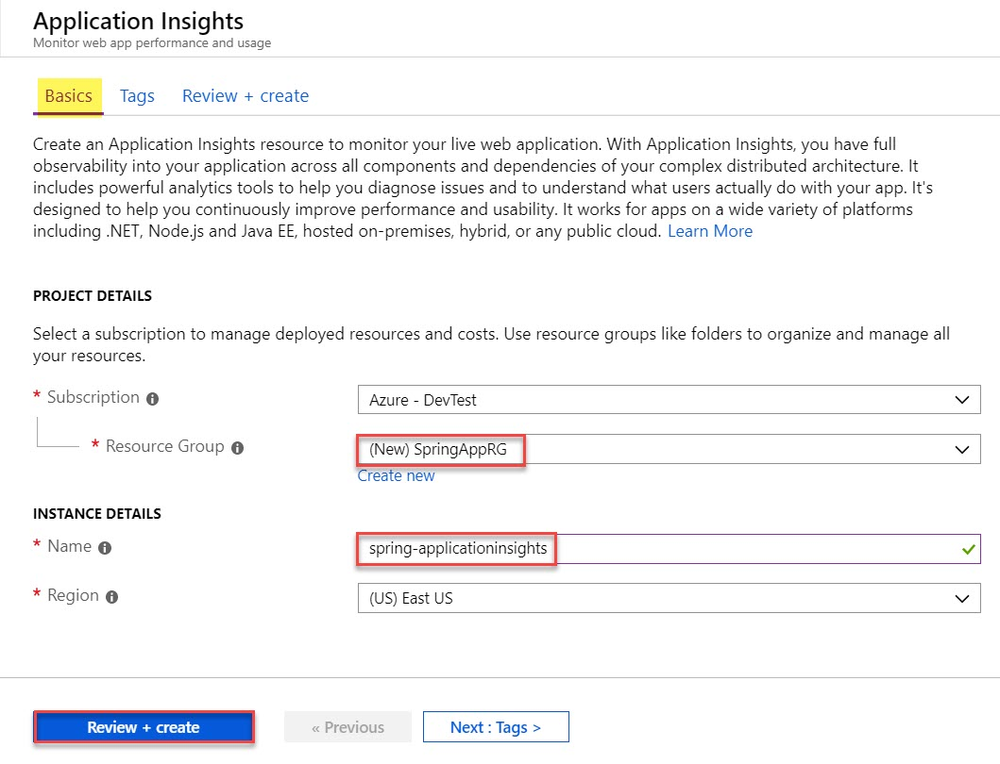 Application Insights
Monitor web app performance and usage
Basics Tags Review + create
Create an Application Insights resource to monitor your live web application. With Application Insights, you have full
observability into your application across all components and dependencies of your complex distributed architecture. It
includes powerful analytics tools to help you diagnose issues and to understand what users actually do with your app. It's
designed to help you continuously improve performance and usability. It works for apps on a wide variety of platforms
including .NET, Node.js and Java EE, hosted on-premises, hybrid, or any public cloud. Learn More
PROJECT DETAILS
Select a subscription to manage deployed resources and costs. Use resource groups like folders to organize and manage all
your resources.
* Subscription Azure - DevTest
* Resource Group (New) SpringAppRG
Create new
INSTANCE DETAILS
* Name spring-applicationinsights
* Region (US) East US
Review + create « Previous Next : Tags >